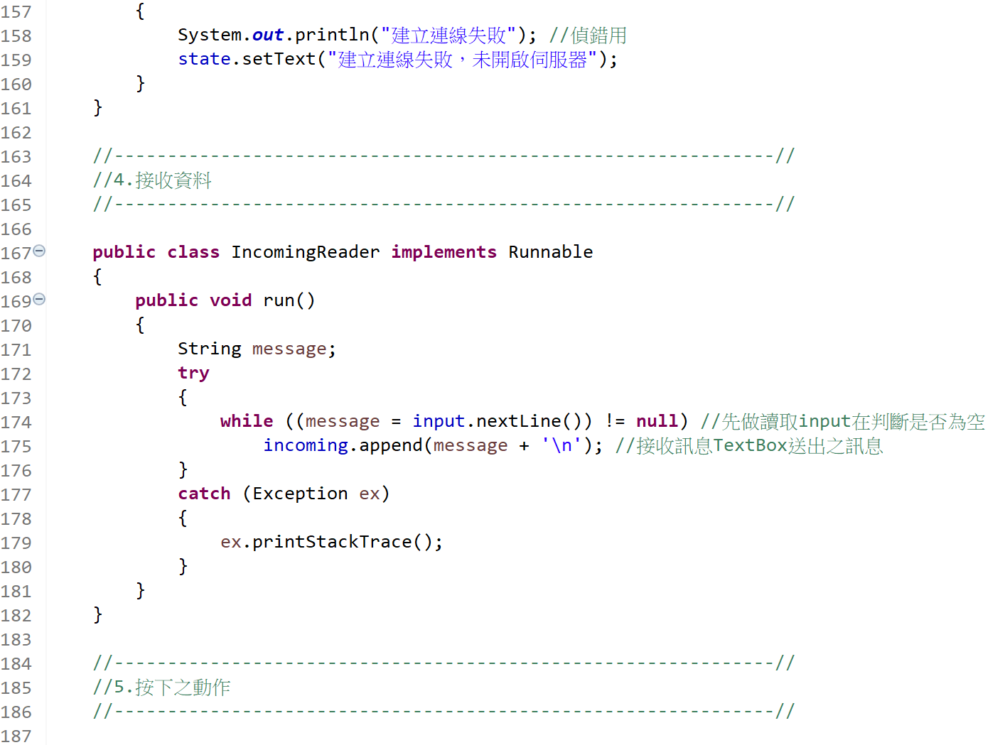 157 {
158 System.out.println("建立連線失敗"); //偵錯用
159 state.setText("建立連線失敗，未開啟伺服器");
160 }
161 }
162
163 //--------------------------------------------------------------//
164 //4.接收資料
165 //--------------------------------------------------------------//
166
167 public class IncomingReader implements Runnable
168 {
169 public void run()
170 {
171 String message;
172 try
173 {
174 while ((message = input.nextLine()) != null) //先做讀取input在判斷是否為空
175 incoming.append(message + '\n'); //接收訊息TextBox送出之訊息
176 }
177 catch (Exception ex)
178 {
179 ex.printStackTrace();
180 }
181 }
182 }
183
184 //--------------------------------------------------------------//
185 //5.按下之動作
186 //--------------------------------------------------------------//
187